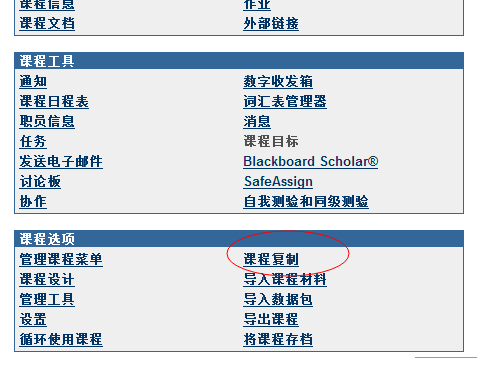 课程信息 作业
课程文档 外部链接
课程工具
通知 数字收发箱
课程日程表 词汇表管理器
职员信息 消息
任务 课程目标
发送电子邮件 Blackboard Scholar®
讨论板 SafeAssign
协作 自我测验和同级测验
课程选项
管理课程菜单 课程复制
课程设计 导入课程材料
管理工具 导入数据包
设置 导出课程
循环使用课程 将课程存档